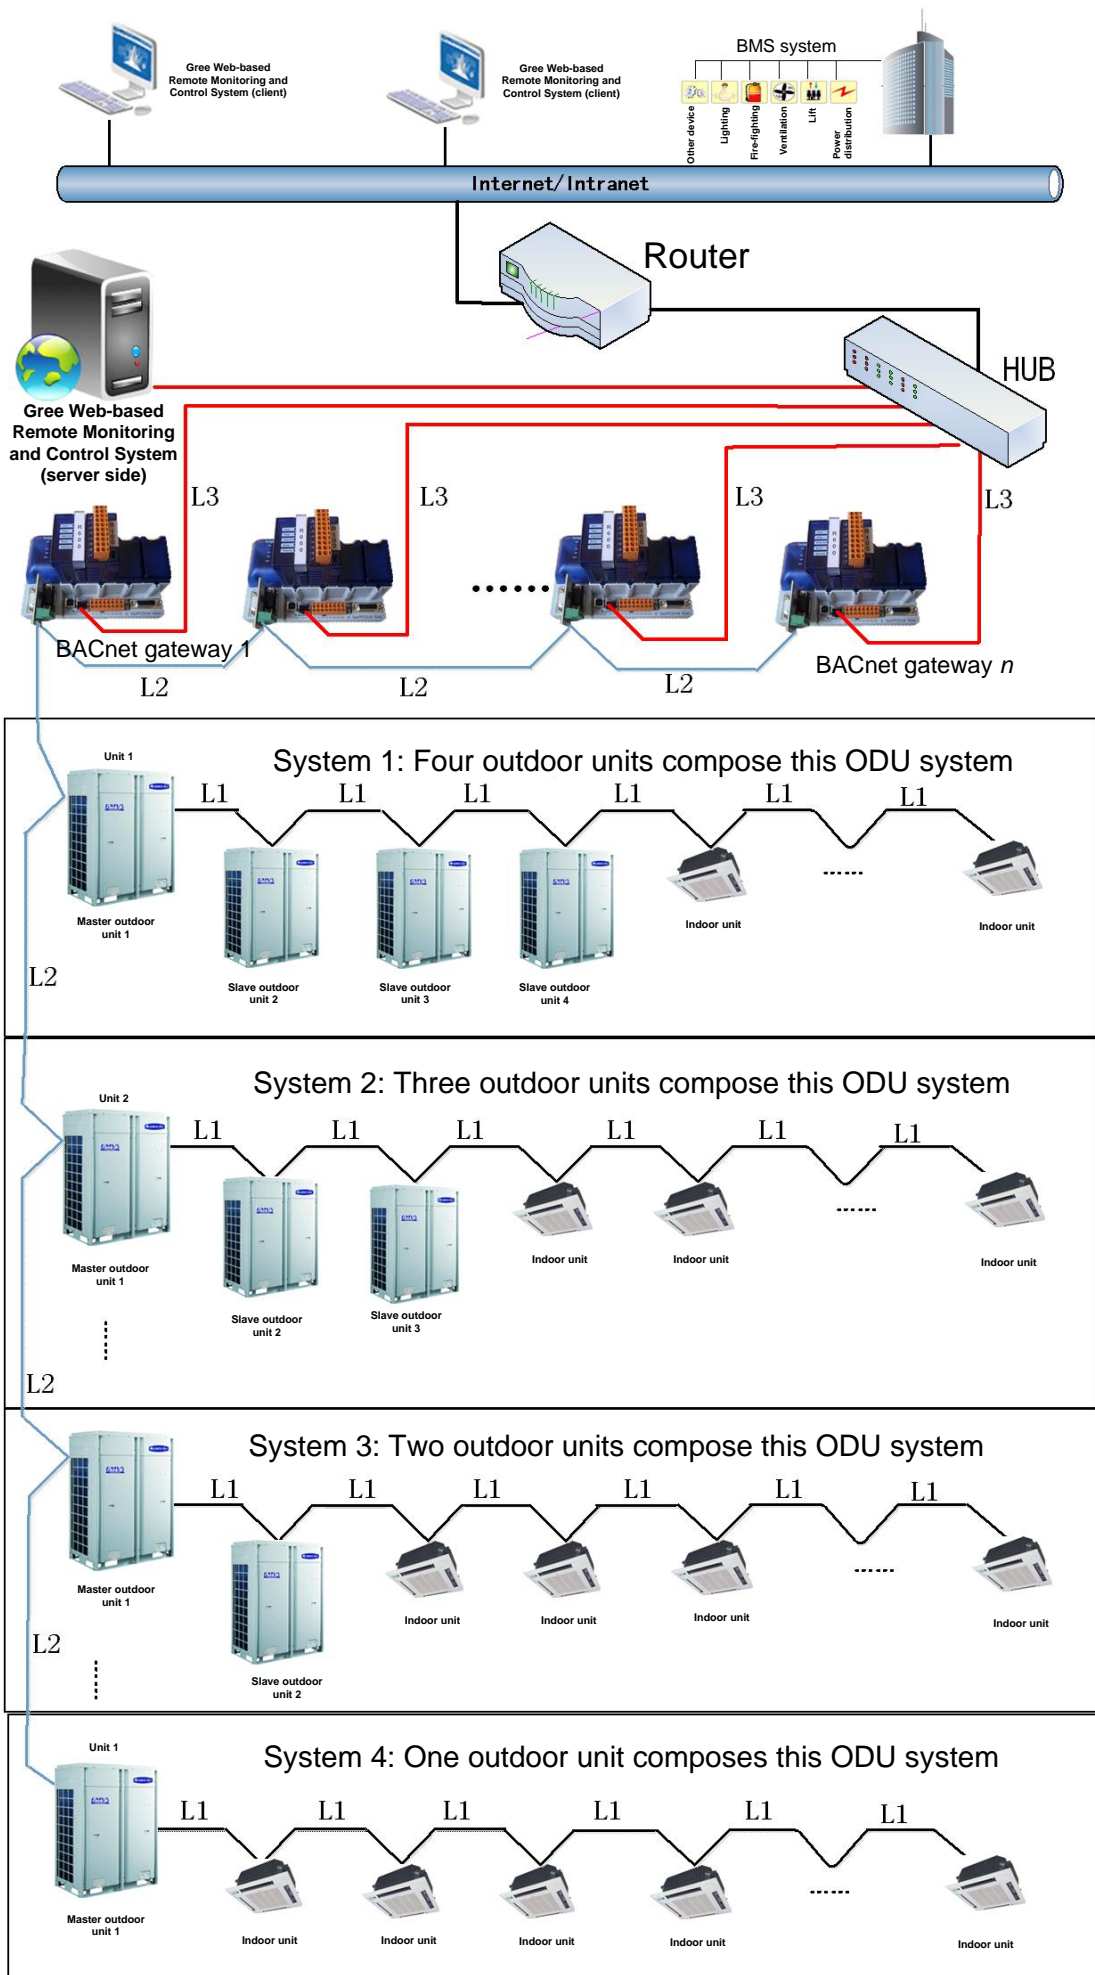 Gree Web-based
Remote Monitoring and
Control System (client)
Gree Web-based
Remote Monitoring and
Control System (client)
BMS system
Other device
Lighting
Fire-fighting
Ventilation
Lift
Power
distribution
Internet/Intranet
Router
HUB
Gree Web-based
Remote Monitoring
and Control System
(server side)
L3
L3
L3
L3
BACnet gateway 1
BACnet gateway n
L2
L2
L2
System 1: Four outdoor units compose this ODU system
Unit 1
L1
L1
L1
L1
L1
L1
Master outdoor
unit 1
Slave outdoor
unit 2
Slave outdoor
unit 3
Slave outdoor
unit 4
Indoor unit
......
Indoor unit
L2
System 2: Three outdoor units compose this ODU system
Unit 2
L1
L1
L1
L1
L1
L1
Master outdoor
unit 1
Slave outdoor
unit 2
Slave outdoor
unit 3
Indoor unit
Indoor unit
......
Indoor unit
L2
System 3: Two outdoor units compose this ODU system
L1
L1
L1
L1
L1
L1
Master outdoor
unit 1
Slave outdoor
unit 2
Indoor unit
Indoor unit
Indoor unit
......
Indoor unit
L2
System 4: One outdoor unit composes this ODU system
Unit 1
L1
L1
L1
L1
L1
L1
Master outdoor
unit 1
Indoor unit
Indoor unit
Indoor unit
Indoor unit
......
Indoor unit